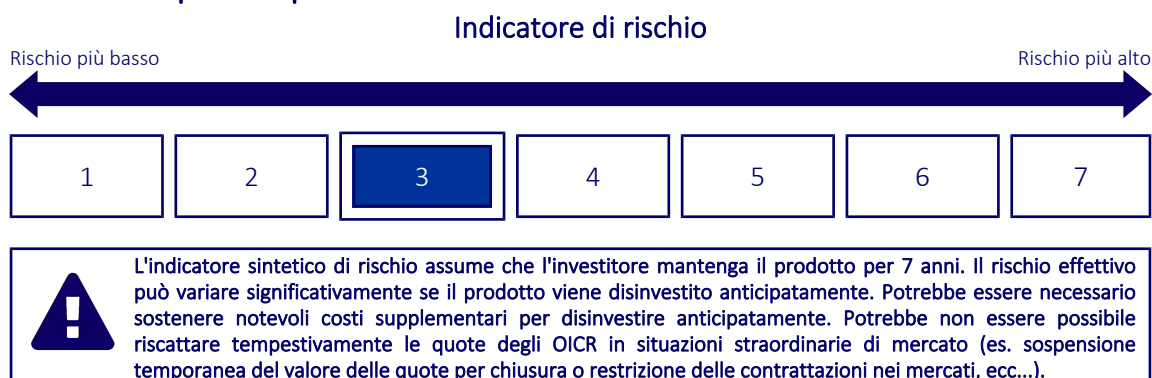 Indicatore di rischio
Rischio più basso
Rischio più alto
1 2 3 4 5 6 7
L'indicatore sintetico di rischio assume che l'investitore mantenga il prodotto per 7 anni. Il rischio effettivo
può variare significativamente se il prodotto viene disinvestito anticipatamente. Potrebbe essere necessario
sostenere notevoli costi supplementari per disinvestire anticipatamente. Potrebbe non essere possibile
riscattare tempestivamente le quote degli OICR in situazioni straordinarie di mercato (es. sospensione
temporanea del valore delle quote per chiusura o restrizione delle contrattazioni nei mercati, ecc...).